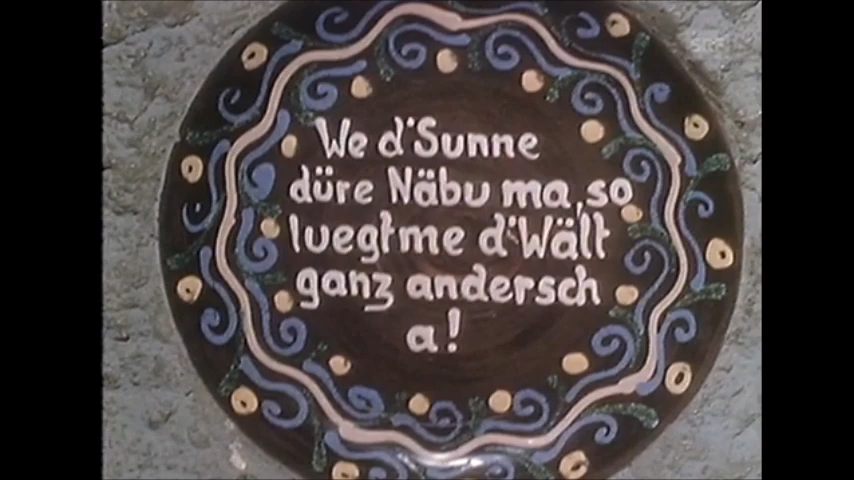 We d'Sunne
düre Näbu ma, so
luegt me d'Wält
ganz andersch
a!